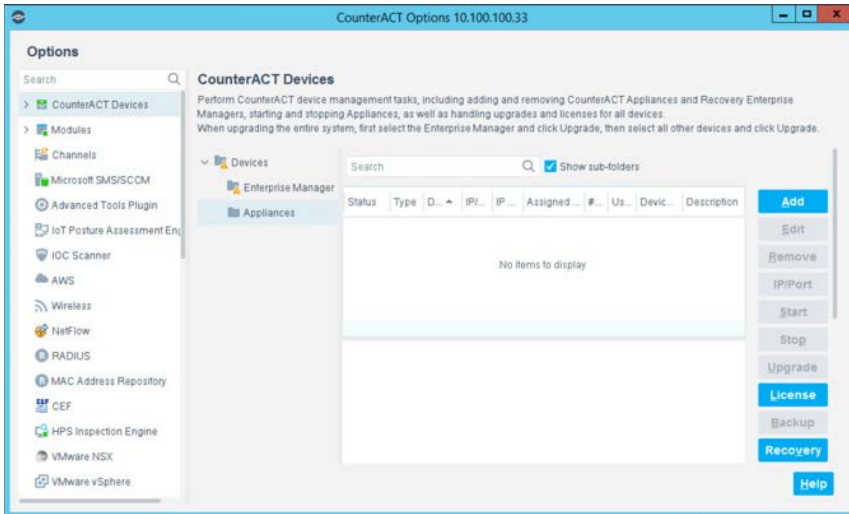 CounterACT Options 10.100.100.33
Options
Search
CounterACT Devices
Modules
Channels
Microsoft SMS/SCCM
Advanced Tools Plugin
IoT Posture Assessment Eng
IOC Scanner
AWS
Wireless
NetFlow
RADIUS
MAC Address Repository
CEF
HPS Inspection Engine
VMware NSX
VMware vSphere
CounterACT Devices
Perform CounterACT device management tasks, including adding and removing CounterACT Appliances and Recovery Enterprise
Managers, starting and stopping Appliances, as well as handling upgrades and licenses for all devices.
When upgrading the entire system, first select the Enterprise Manager and click Upgrade, then select all other devices and click Upgrade.
Devices
Enterprise Manager
Appliances
Search
Show sub-folders
Status Type D... IP/... IP ... Assigned ... #... Us... Devic... Description
No items to display
Add
Edit
Remove
IP/Port
Start
Stop
Upgrade
License
Backup
Recovery
Help